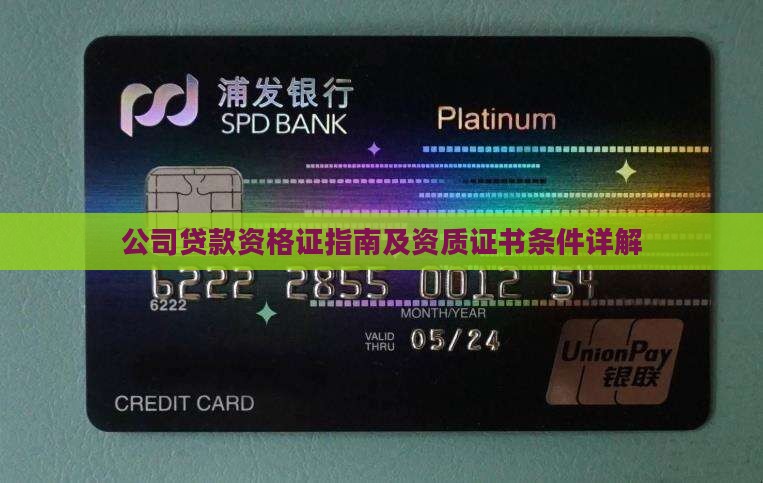 浦发银行
SPD BANK
Platinum
公司贷款资格证指南及资质证书条件详解
6222 2855 0012 54
6222
MONTH/YEAR
VALID THRU 05/24
UnionPay
银联
CREDIT CARD